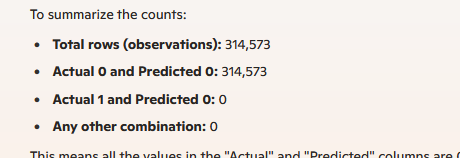 To summarize the counts:
• Total rows (observations): 314,573
• Actual 0 and Predicted 0: 314,573
• Actual 1 and Predicted 0: 0
• Any other combination: 0
This means all the values in the "Actual" and "Predicted" columns are